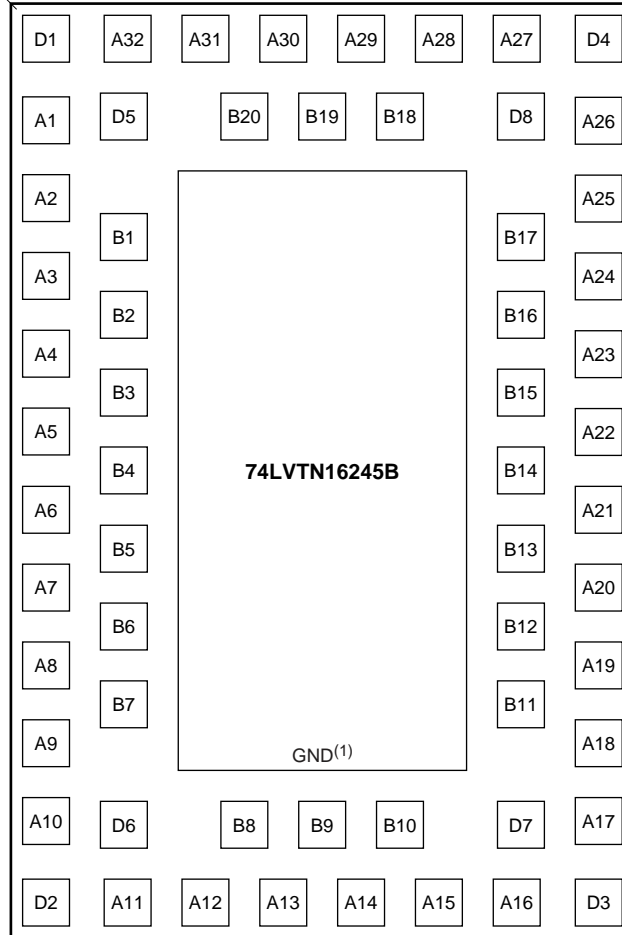 D1 A32 A31 A30 A29 A28 A27 D4
A1 D5 B20 B19 B18 D8 A26
A2 A25
B1 B17
A3 A24
B2 B16
A4 A23
B3 B15
A5 A22
B4 74LVTN16245B B14
A6 A21
B5 B13
A7 A20
B6 B12
A8 A19
B7 B11
A9 A18
GND(1)
A10 D6 B8 B9 B10 D7 A17
D2 A11 A12 A13 A14 A15 A16 D3